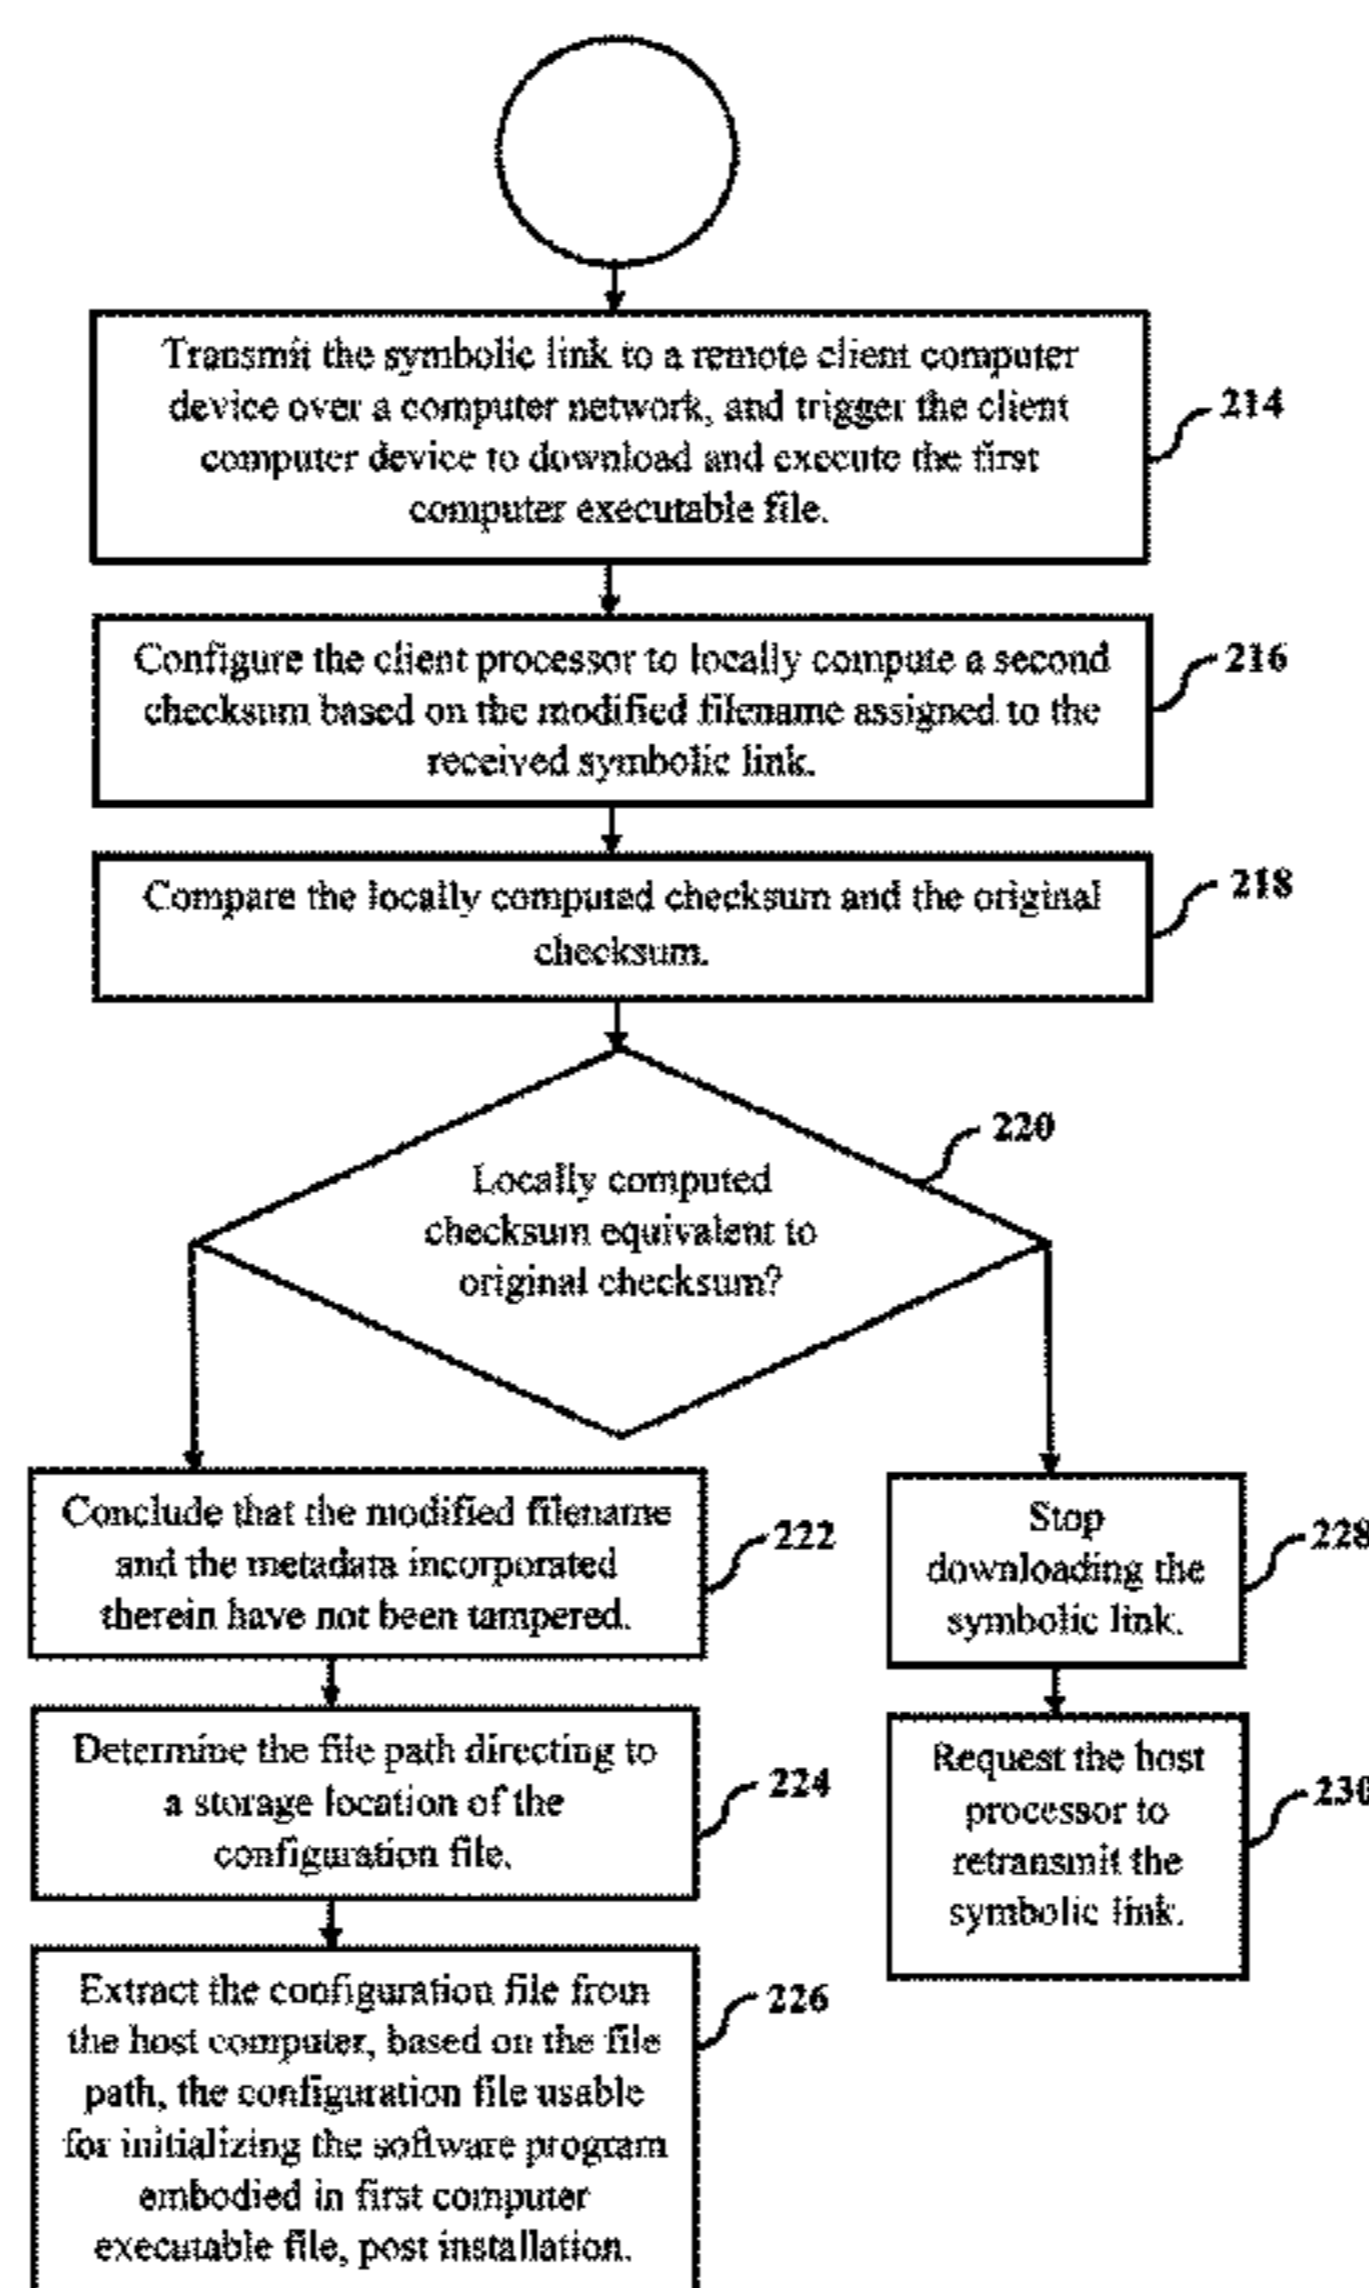 Transmit the symbolic link to a remote client computer
device over a computer network, and trigger the client
computer device to download and execute the first
computer executable file.
214
Configure the client processor to locally compute a second
checksum based on the modified filename assigned to the
received symbolic link.
216
Compare the locally computed checksum and the original
checksum.
218
220
Locally computed
checksum equivalent to
original checksum?
Conclude that the modified filename
and the metadata incorporated
therein have not been tampered.
222
Stop
downloading the
symbolic link.
228
Determine the file path directing to
a storage location of the
configuration file.
224
Request the host
processor to
retransmit the
symbolic link.
230
Extract the configuration file from
the host computer, based on the file
path, the configuration file usable
for initializing the software program
embodied in first computer
executable file, post installation.
226